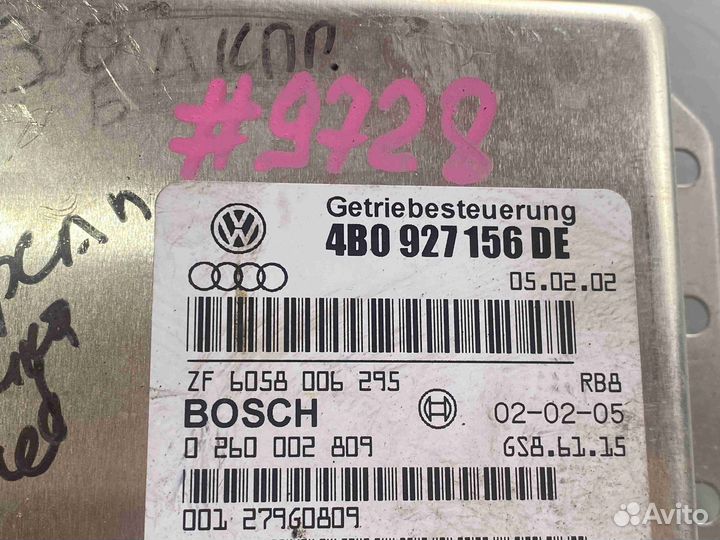 АКПП
#9728
Getriebesteuerung
4B0 927 156 DE
05.02.02
ZF 6058 006 295 RB8
BOSCH 02-02-05
0 260 002 809 GS8.61.15
001 27960809
Avito